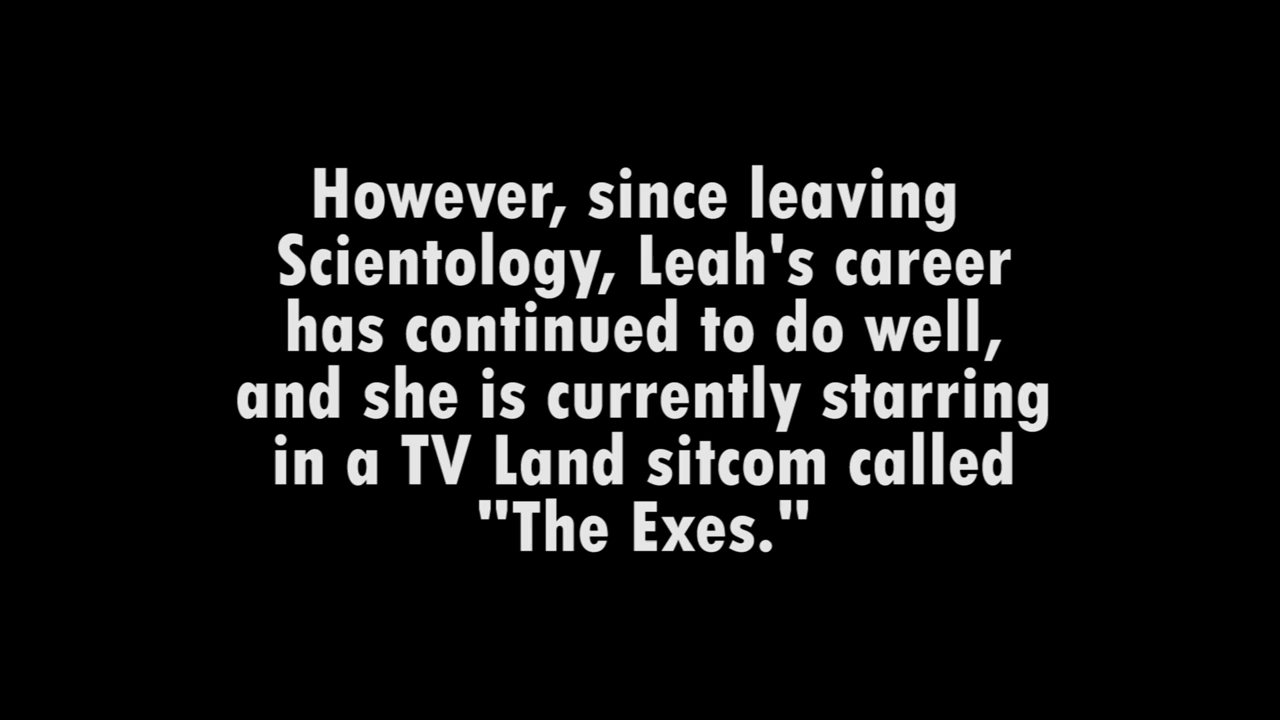 However, since leaving
Scientology, Leah's career
has continued to do well,
and she is currently starring
in a TV Land sitcom called
"The Exes."